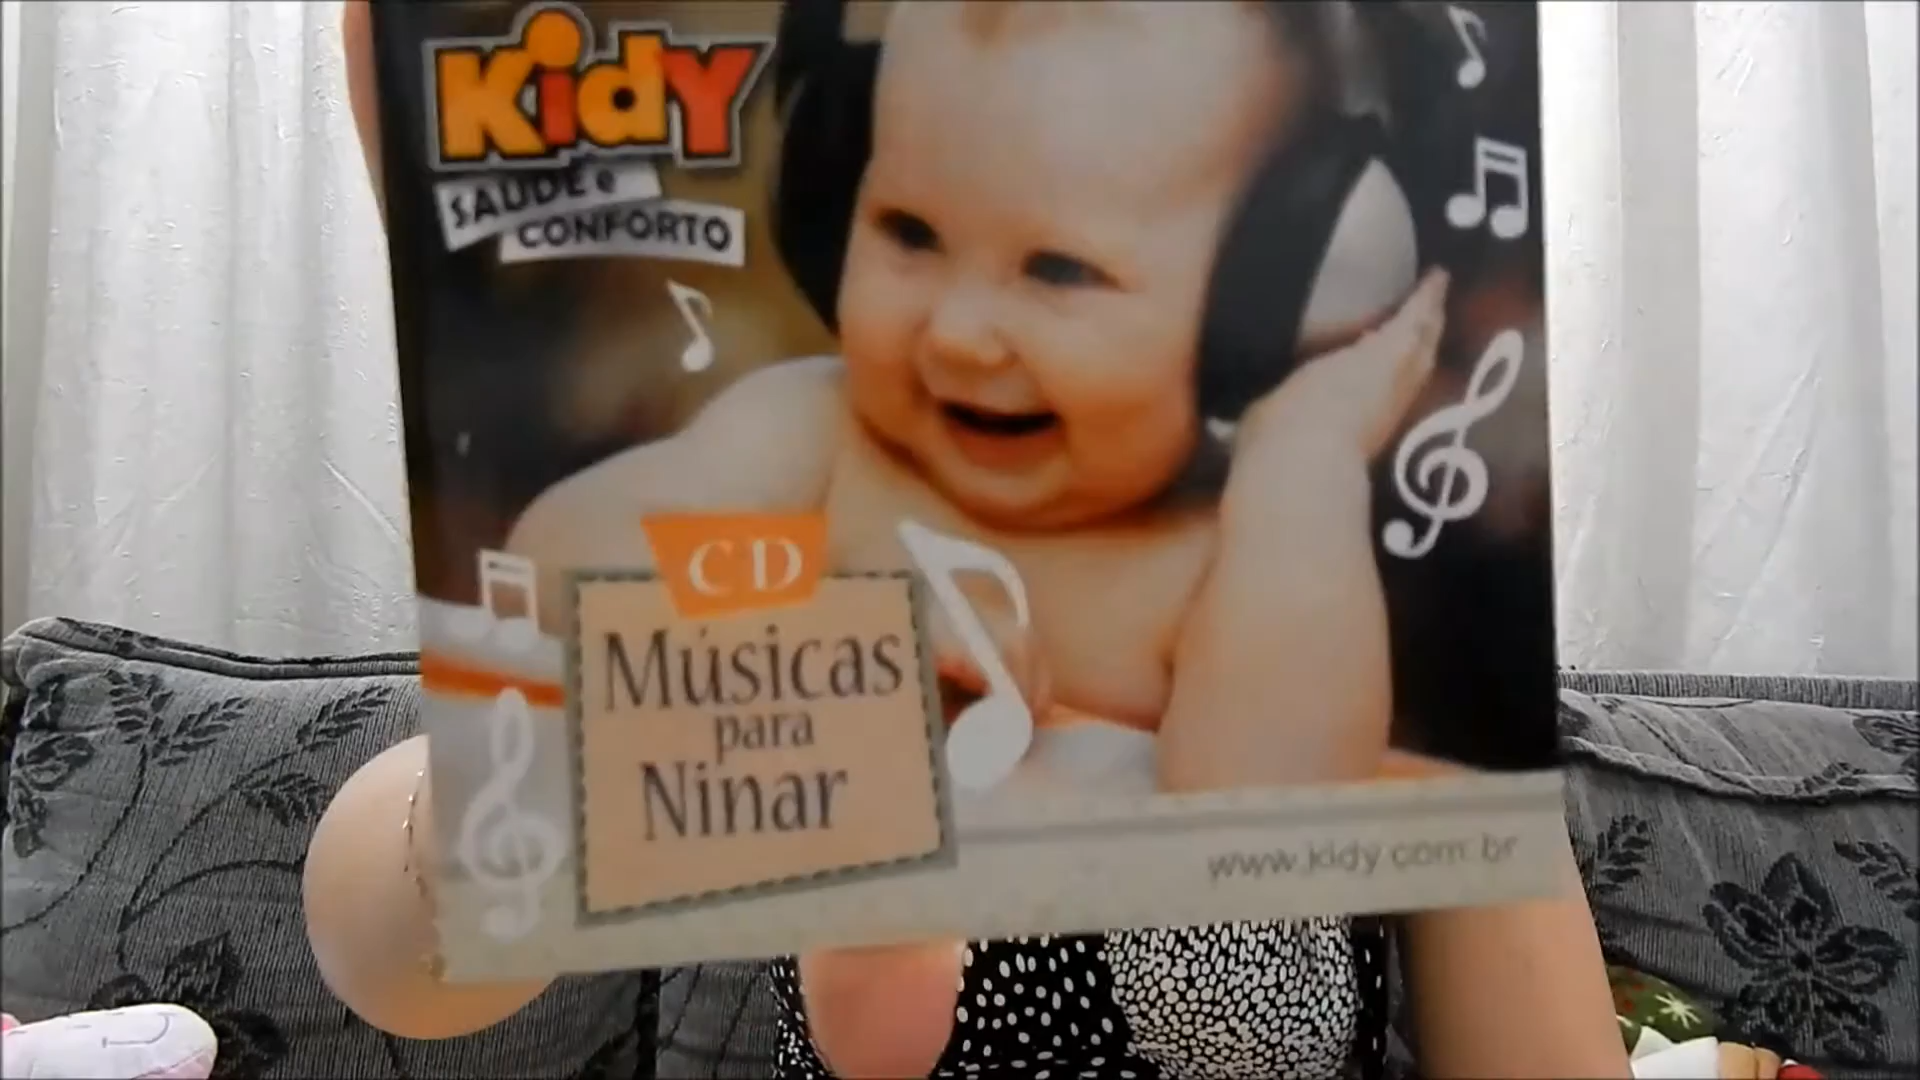 Kidy
SAÚDE e
CONFORTO
CD
Músicas
para
Ninar
www.kidy.com.br